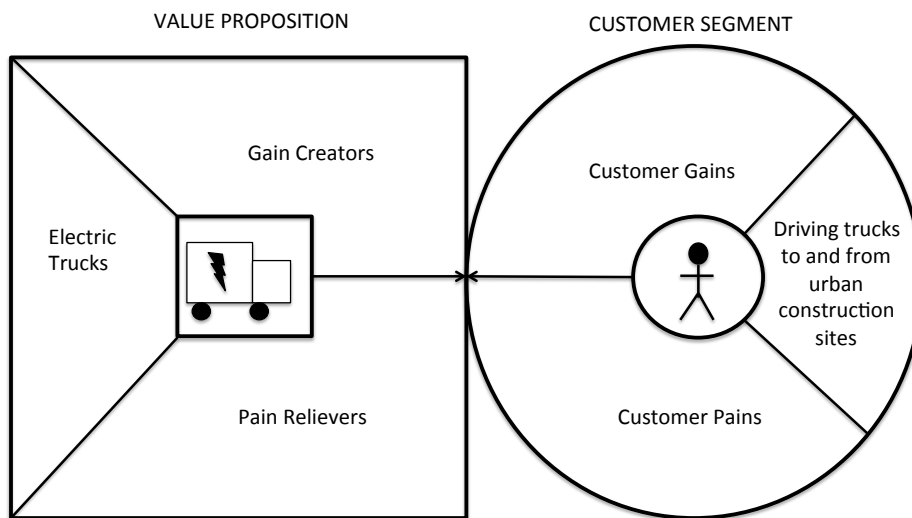 VALUE PROPOSITION
CUSTOMER SEGMENT
Gain Creators
Electric
Trucks
Pain Relievers
Customer Gains
Driving trucks
to and from
urban
construction
sites
Customer Pains